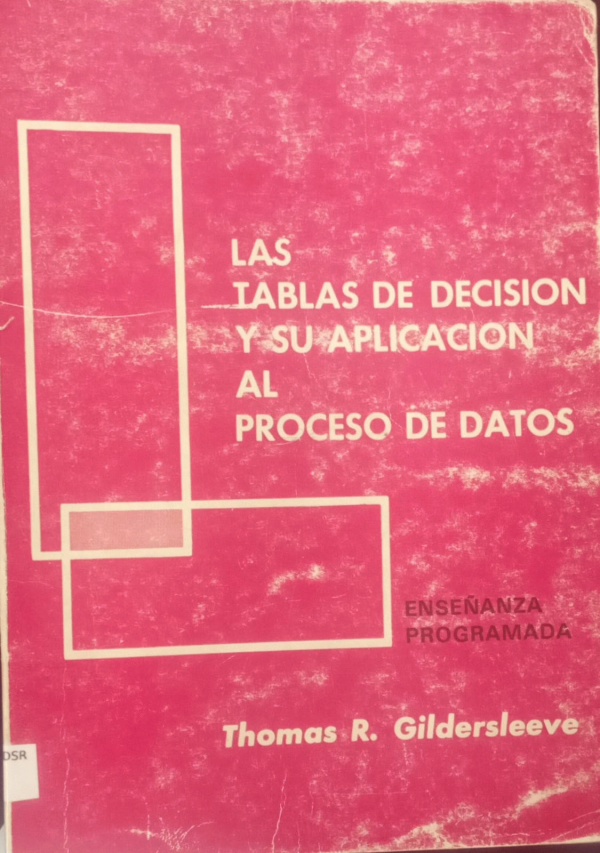 LAS
TABLAS DE DECISION
Y SU APLICACION
AL
PROCESO DE DATOS
ENSEÑANZA
PROGRAMADA
Thomas R. Gildersleeve
DSR